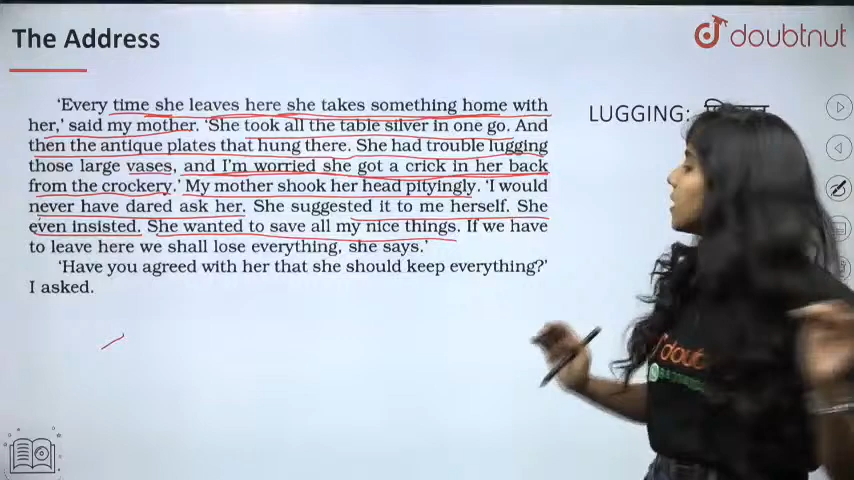 The Address
doubtnut
'Every time she leaves here she takes something home with
her,' said my mother. 'She took all the table silver in one go. And
then the antique plates that hung there. She had trouble lugging
those large vases, and I'm worried she got a crick in her back
from the crockery.' My mother shook her head pityingly. 'I would
never have dared ask her. She suggested it to me herself. She
even insisted. She wanted to save all my nice things. If we have
to leave here we shall lose everything, she says.'
'Have you agreed with her that she should keep everything?'
I asked.
LUGGING: